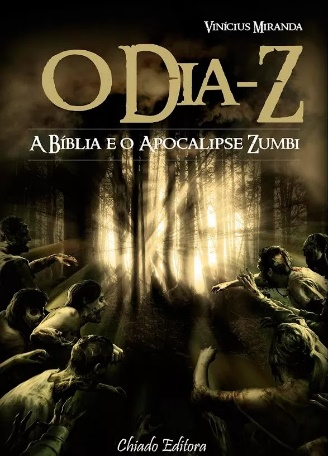 Vinícius Miranda
O Dia-Z
A Bíblia e o Apocalipse Zumbi
Chiado Editora